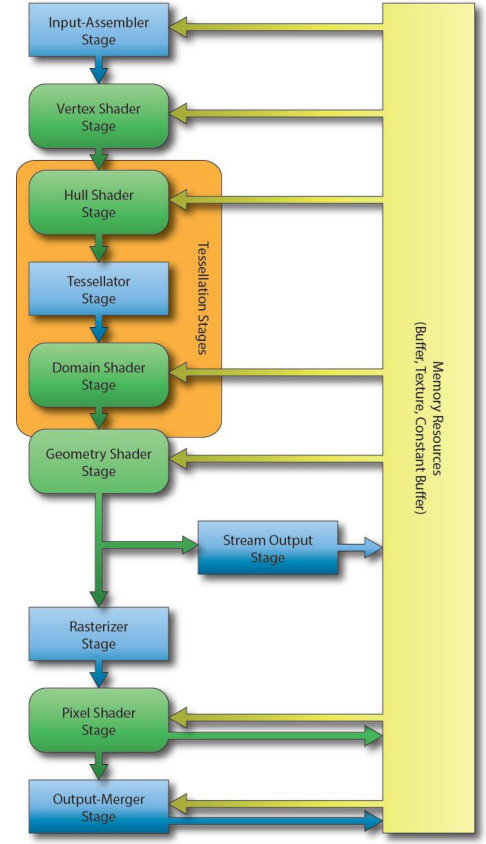 Input-Assembler
Stage
Vertex Shader
Stage
Hull Shader
Stage
Tessellator
Stage
Domain Shader
Stage
Tessellation Stages
Geometry Shader
Stage
Stream Output
Stage
Rasterizer
Stage
Pixel Shader
Stage
Output-Merger
Stage
Memory Resources
(Buffer, Texture, Constant Buffer)